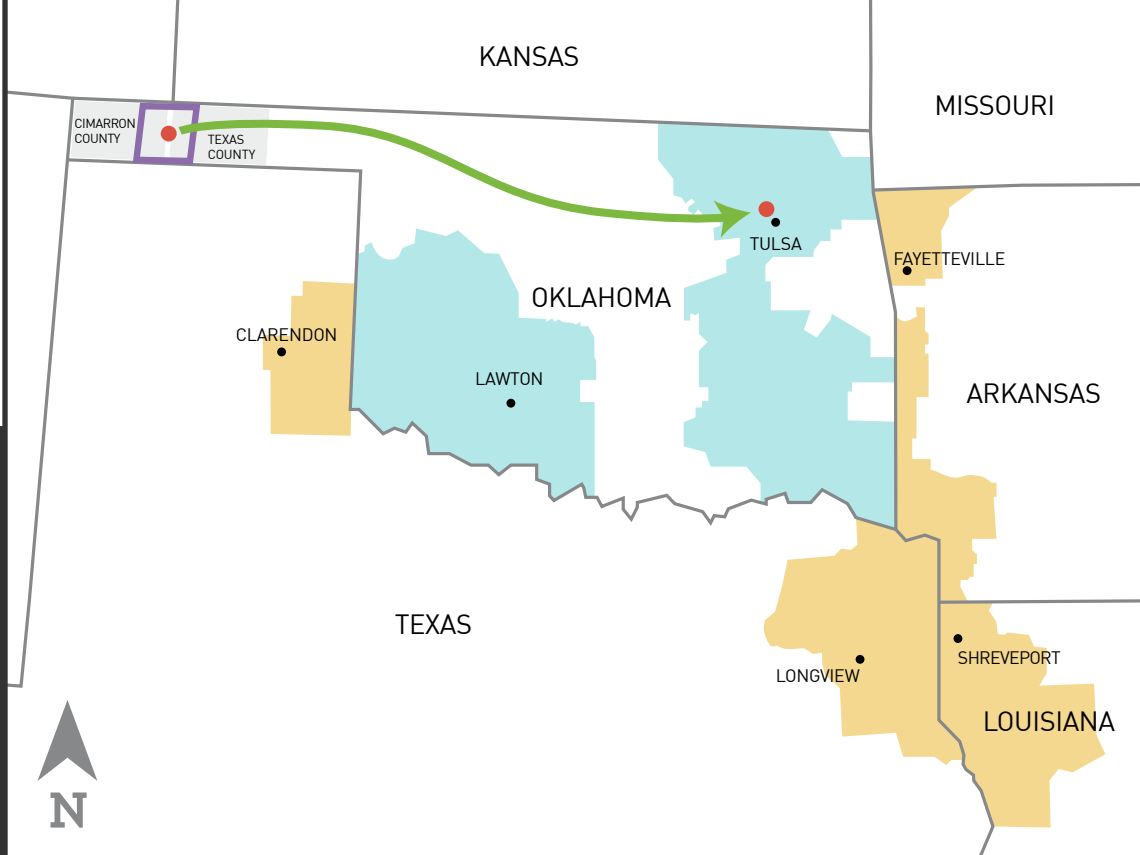 KANSAS
MISSOURI
CIMARRON
COUNTY
TEXAS
COUNTY
TULSA
FAYETTEVILLE
OKLAHOMA
CLARENDON
LAWTON
ARKANSAS
TEXAS
SHREVEPORT
LONGVIEW
LOUISIANA
N